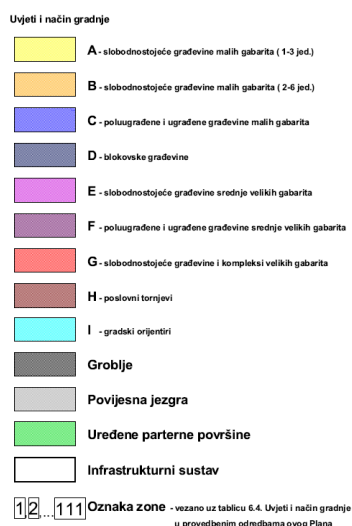 Uvjeti i način gradnje
A - slobodnostojeće građevine malih gabarita ( 1-3 jed.)
B - slobodnostojeće građevine malih gabarita ( 2-6 jed.)
C - poluugrađene i ugrađene građevine malih gabarita
D - blokovske građevine
E - slobodnostojeće građevine srednje velikih gabarita
F - poluugrađene i ugrađene građevine srednje velikih gabarita
G - slobodnostojeće građevine i kompleksi velikih gabarita
H - poslovni tornjevi
I - gradski orijentiri
Groblje
Povijesna jezgra
Uređene parterne površine
Infrastrukturni sustav
1,2,...111 Oznaka zone - vezano uz tablicu 6.4. Uvjeti i način gradnje
u provedbenim odredbama ovog Plana